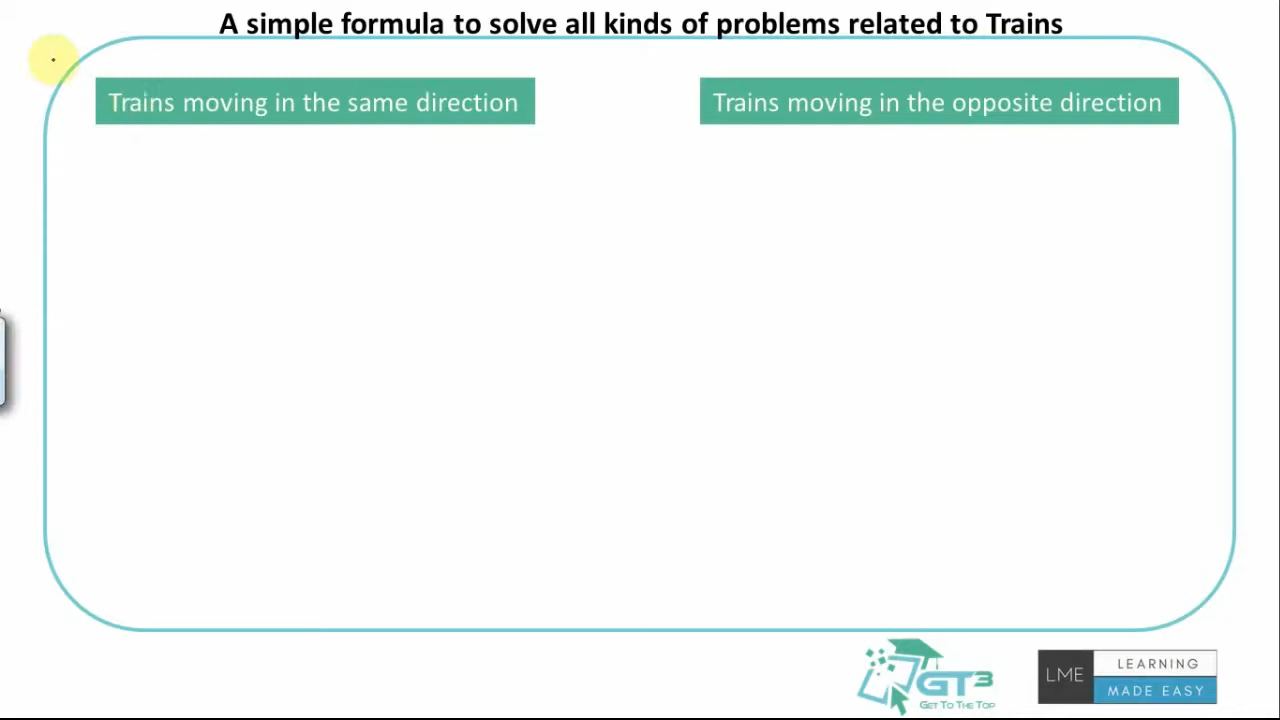 A simple formula to solve all kinds of problems related to Trains
Trains moving in the same direction
Trains moving in the opposite direction
GT3
GET TO THE TOP
LME
LEARNING
MADE EASY